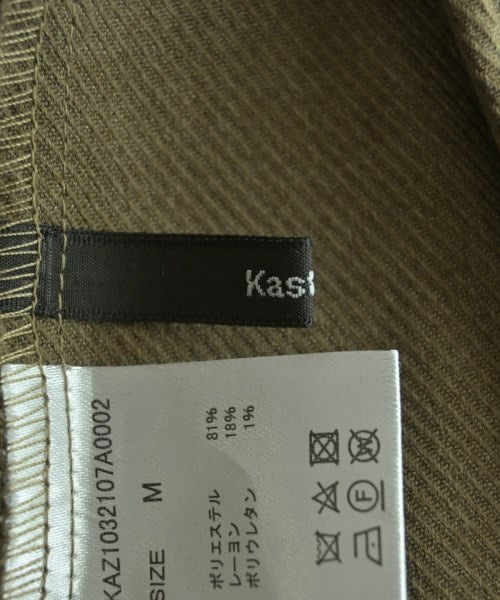 Kas
KAZ1032107A0002
SIZE M
ポリエステル 81%
レーヨン 18%
ポリウレタン 1%